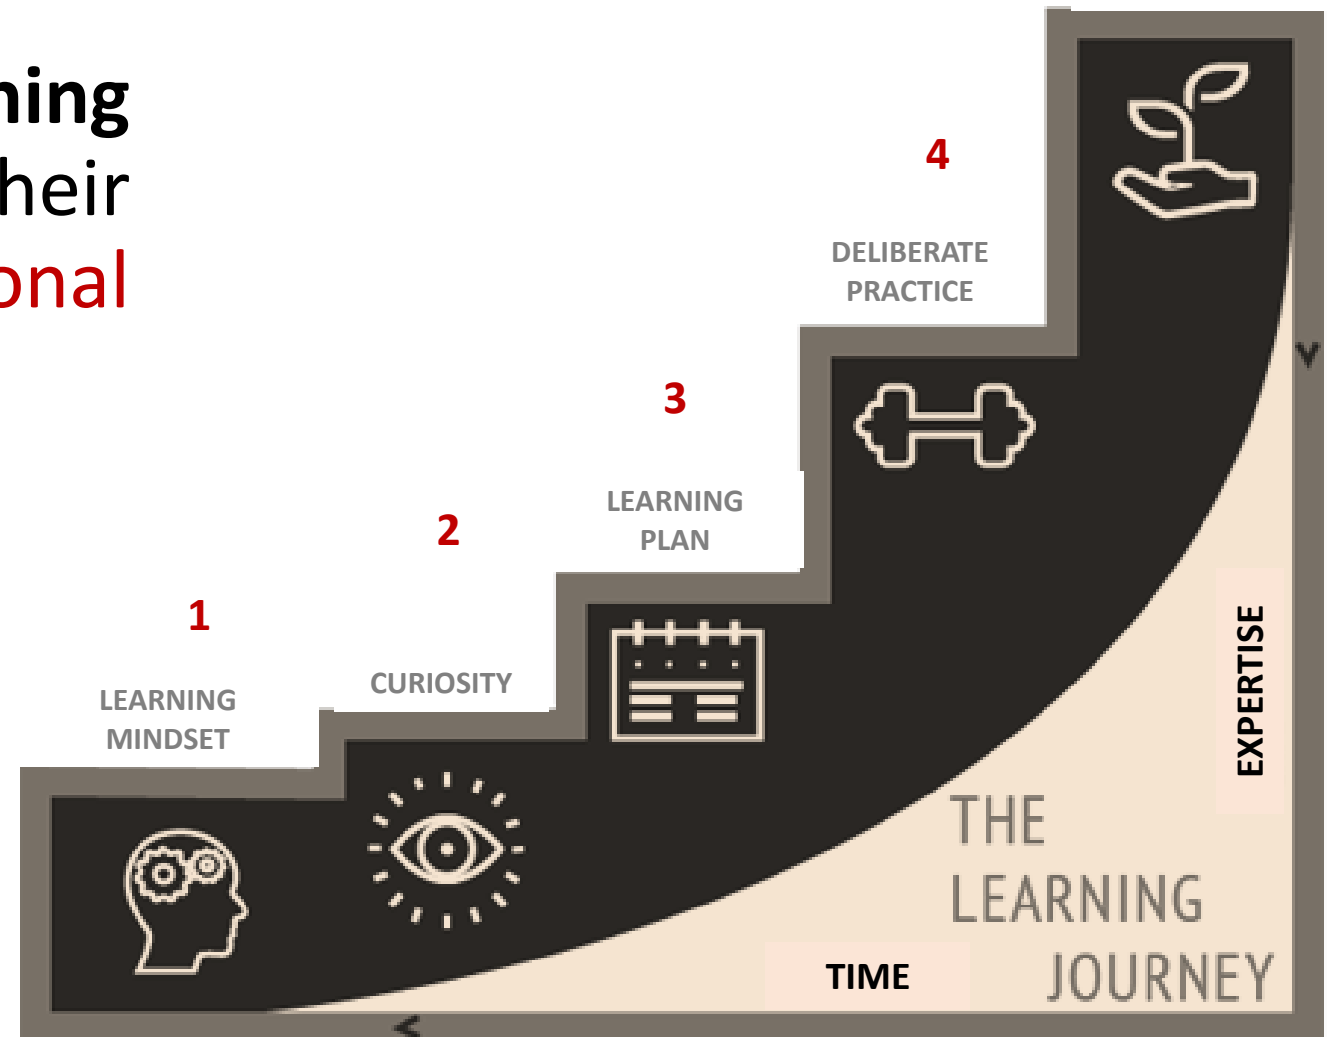 ning
heir
onal
4
DELIBERATE
PRACTICE
3
LEARNING
PLAN
2
CURIOSITY
1
LEARNING
MINDSET
EXPERTISE
THE
LEARNING
JOURNEY
TIME